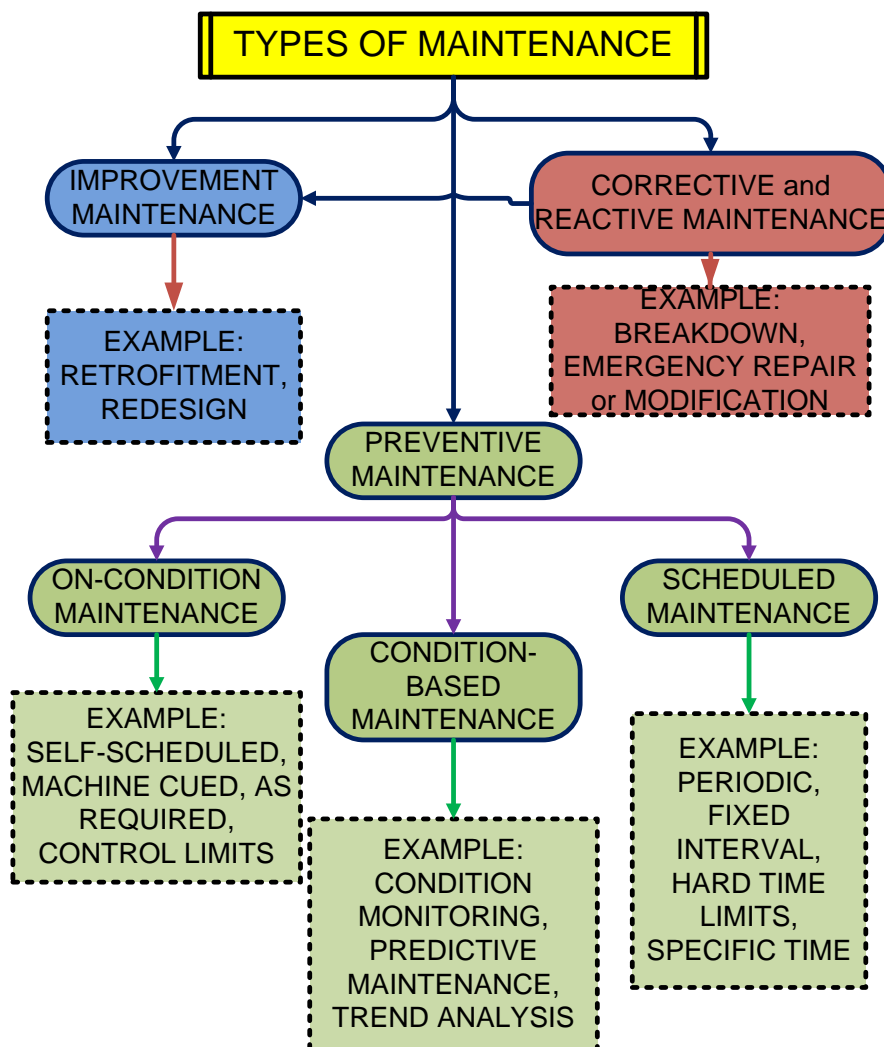 TYPES OF MAINTENANCE
IMPROVEMENT
MAINTENANCE
CORRECTIVE and
REACTIVE MAINTENANCE
EXAMPLE:
RETROFITMENT,
REDESIGN
EXAMPLE:
BREAKDOWN,
EMERGENCY REPAIR
or MODIFICATION
PREVENTIVE
MAINTENANCE
ON-CONDITION
MAINTENANCE
CONDITION-
BASED
MAINTENANCE
SCHEDULED
MAINTENANCE
EXAMPLE:
SELF-SCHEDULED,
MACHINE CUED, AS
REQUIRED,
CONTROL LIMITS
EXAMPLE:
CONDITION
MONITORING,
PREDICTIVE
MAINTENANCE,
TREND ANALYSIS
EXAMPLE:
PERIODIC,
FIXED
INTERVAL,
HARD TIME
LIMITS,
SPECIFIC TIME